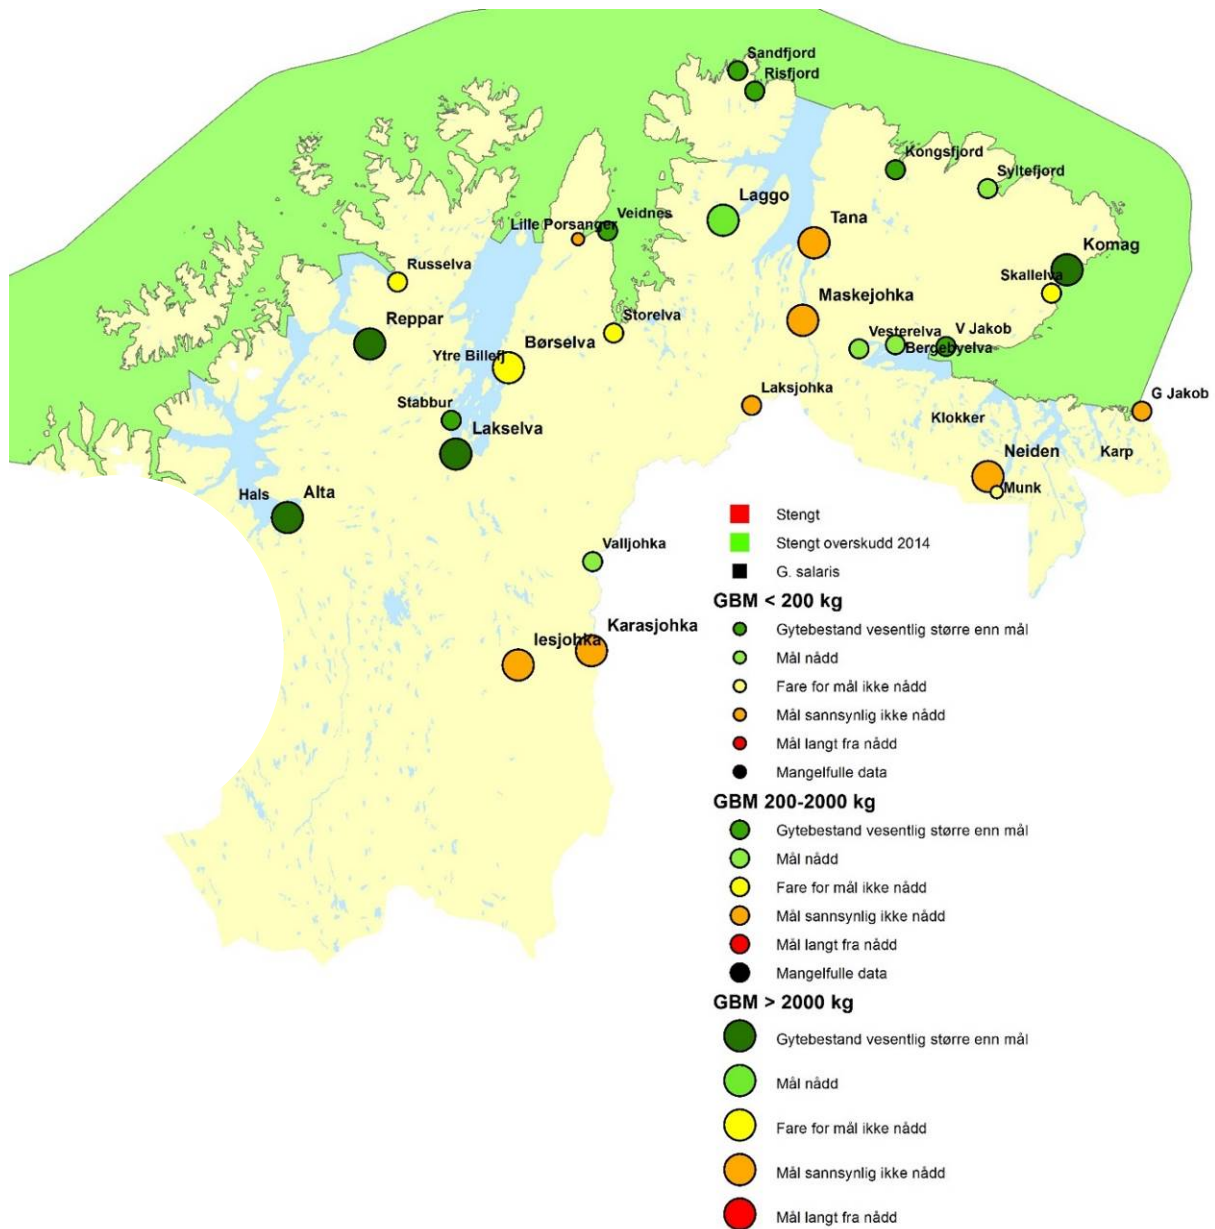 Sandfjord
Risfjord
Kongsfjord
Syltefjord
Laggo
Veidnes
Lille Porsanger
Tana
Komag
Russelva
Skallelva
Maskejohka
Reppar
Storelva
Vesterelva
V Jakob
Børselva
Bergebyelva
Ytre Billefj
Laksjohka
G Jakob
Stabbur
Klokker
Lakselva
Neiden
Karp
Hals
Alta
Munk
Valljohka
Karasjohka
Iesjohka
Stengt
Stengt overskudd 2014
G. salaris
GBM < 200 kg
Gytebestand vesentlig større enn mål
Mål nådd
Fare for mål ikke nådd
Mål sannsynlig ikke nådd
Mål langt fra nådd
Mangelfulle data
GBM 200-2000 kg
Gytebestand vesentlig større enn mål
Mål nådd
Fare for mål ikke nådd
Mål sannsynlig ikke nådd
Mål langt fra nådd
Mangelfulle data
GBM > 2000 kg
Gytebestand vesentlig større enn mål
Mål nådd
Fare for mål ikke nådd
Mål sannsynlig ikke nådd
Mål langt fra nådd